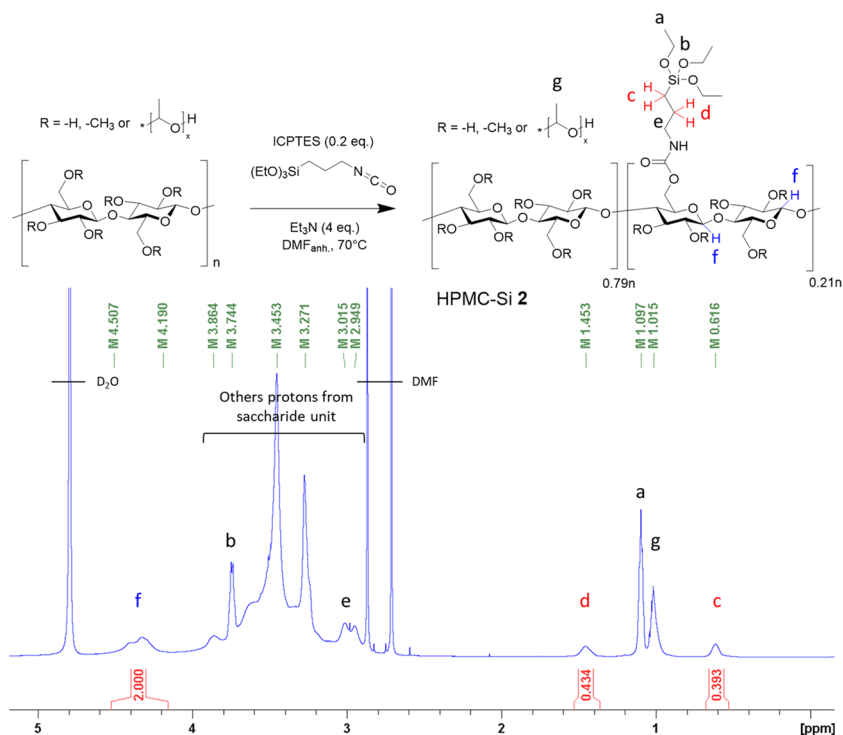 a
b
O
O
Si
O
g
c
H
H
H
H
d
e
NH
O
O
f
R = -H, -CH3 or * [ O ] H x
ICPTES (0.2 eq.)
(EtO)3Si N C O
Et3N (4 eq.)
DMFanh., 70°C
R = -H, -CH3 or * [ O ] H x
OR
RO
OR
OR
O
O
RO
OR
O
O
OR
n
OR
RO
OR
OR
O
O
RO
OR
O
O
OR
0.79n
RO
OR
OR
O
O
RO
OR
H
H
O
O
f
0.21n
HPMC-Si 2
M 4.507
M 4.190
M 3.864
M 3.744
M 3.453
M 3.271
M 3.015
M 2.949
M 1.453
M 1.097
M 1.015
M 0.616
D2O
Others protons from
saccharide unit
DMF
f
b
e
d
a
g
c
2.000
0.434
0.393
5
4
3
2
1
[ppm]